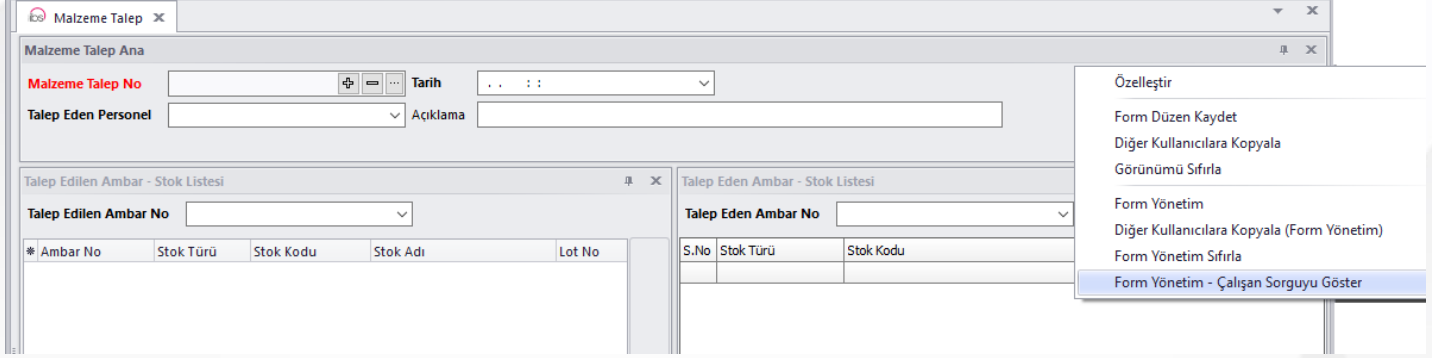 ibs Malzeme Talep
Malzeme Talep Ana
Malzeme Talep No
Tarih
. . : :
Talep Eden Personel
Açıklama
Talep Edilen Ambar - Stok Listesi
Talep Edilen Ambar No
Ambar No Stok Türü Stok Kodu Stok Adı Lot No
Talep Eden Ambar - Stok Listesi
Talep Eden Ambar No
S.No Stok Türü Stok Kodu
Özelleştir
Form Düzen Kaydet
Diğer Kullanıcılara Kopyala
Görünümü Sıfırla
Form Yönetim
Diğer Kullanıcılara Kopyala (Form Yönetim)
Form Yönetim Sıfırla
Form Yönetim - Çalışan Sorguyu Göster